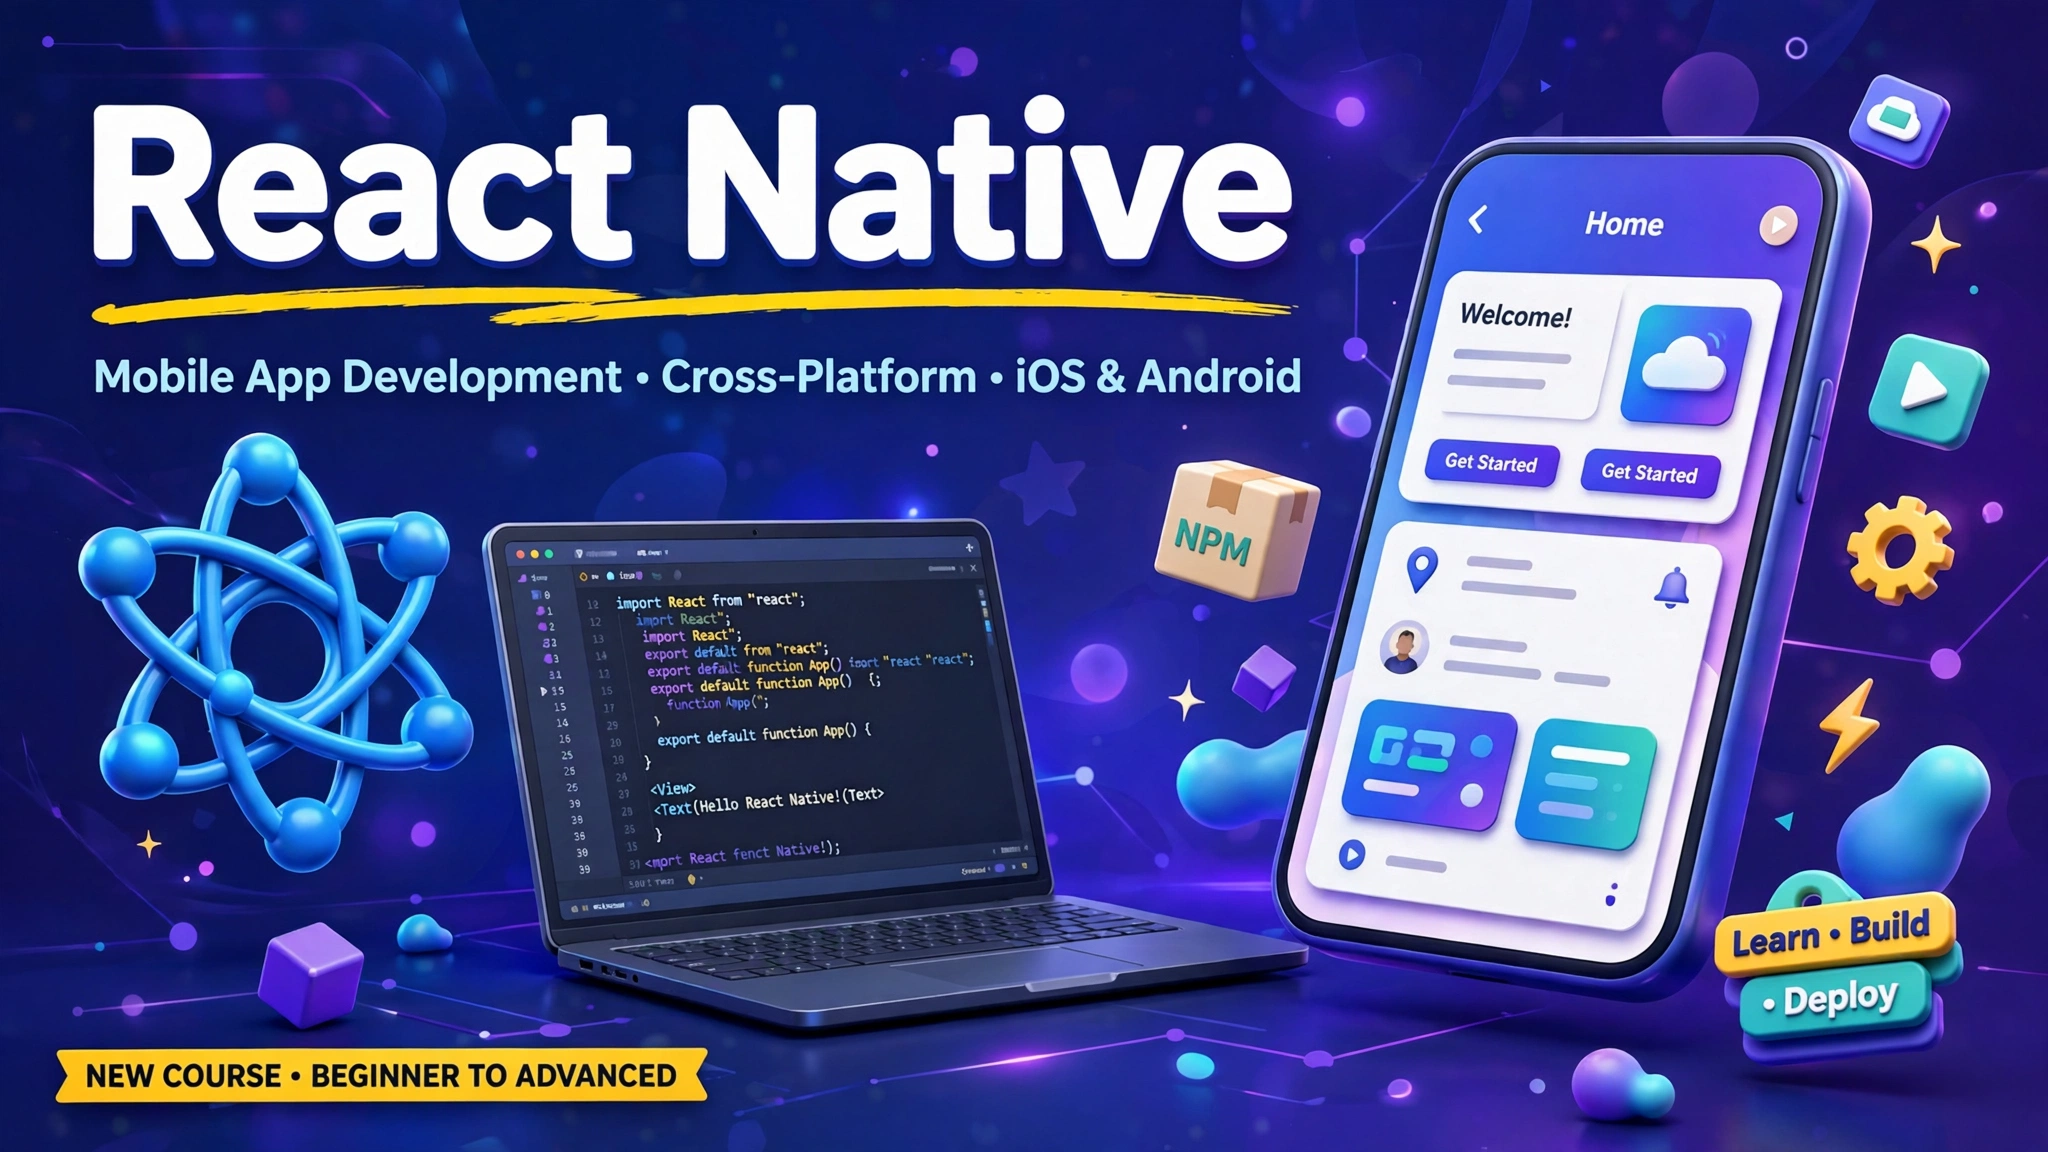 React Native
Mobile App Development • Cross-Platform • iOS & Android
Home
Welcome!
Get Started
Get Started
NPM
import React from "react";
import React";
import React";
export default from "react";
export default function App() "react "react";
export default function App() {;
function
}
export default function App() {
}
<View>
<Text(Hello React Native!(Text>
}
<mport React fenct Native!);
Learn • Build
• Deploy
NEW COURSE • BEGINNER TO ADVANCED